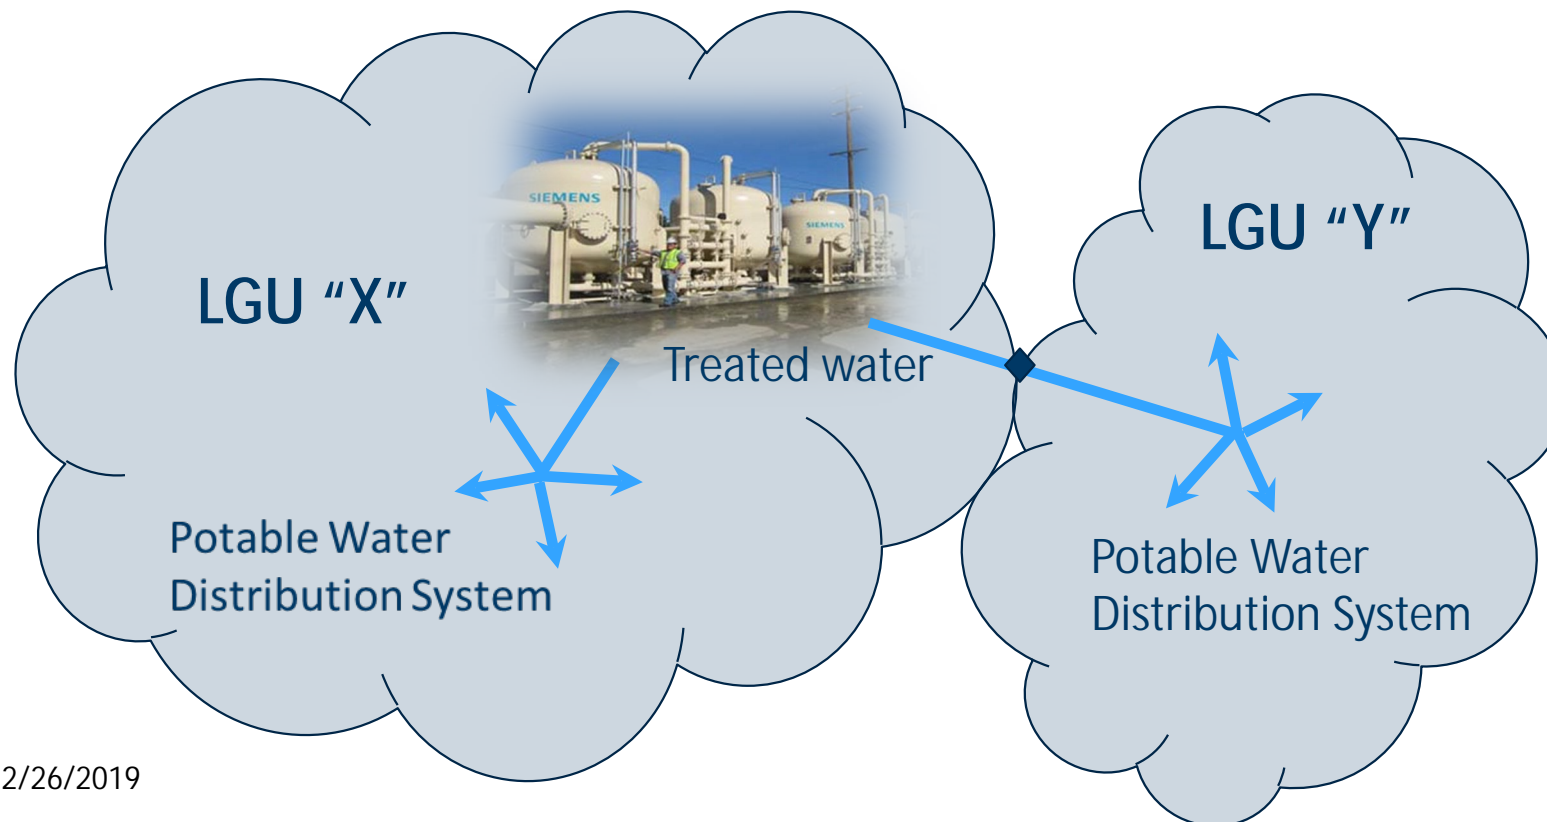 LGU “X”
SIEMENS
SIEMENS
Treated water
Potable Water
Distribution System
LGU “Y”
Potable Water
Distribution System
2/26/2019